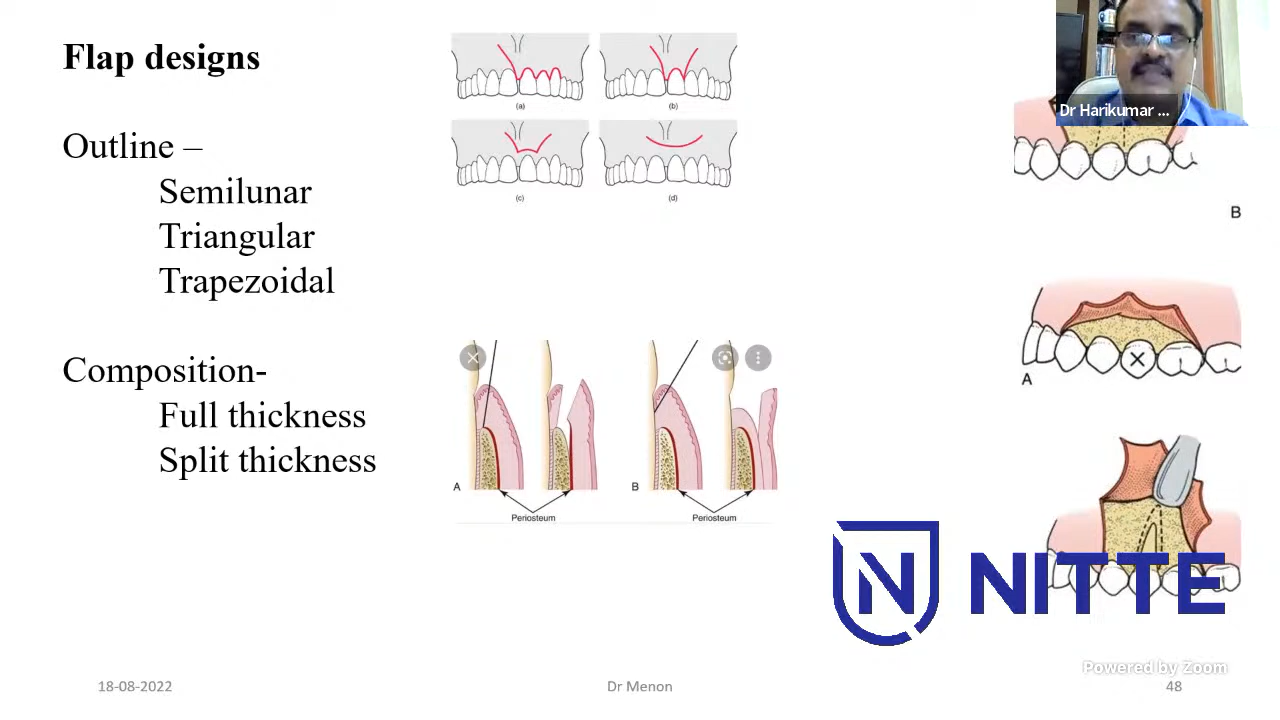 Flap designs
Outline –
Semilunar
Triangular
Trapezoidal
Composition-
Full thickness
Split thickness
(a)
(b)
(c)
(d)
A
B
Periosteum
Periosteum
Dr Harikumar ...
B
A
NITTE
Powered by Zoom
18-08-2022
Dr Menon
48